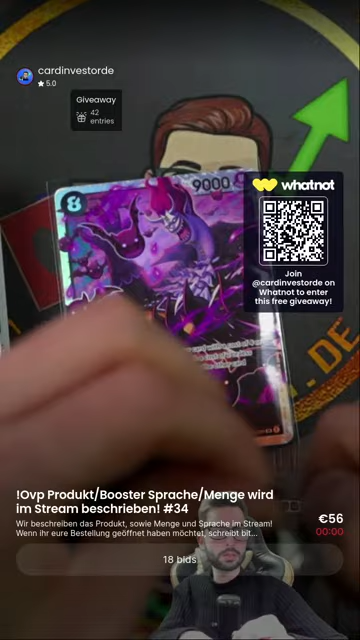 cardinvestorde
★ 5.0
Giveaway
42
entries
8
9000
whatnot
Join
@cardinvestorde on
Whatnot to enter
this free giveaway!
.DE
!Ovp Produkt/Booster Sprache/Menge wird
im Stream beschrieben! #34
Wir beschreiben das Produkt, sowie Menge und Sprache im Stream!
Wenn ihr eure Bestellung geöffnet haben möchtet, schreibt bit...
€56
00:00
18 bids